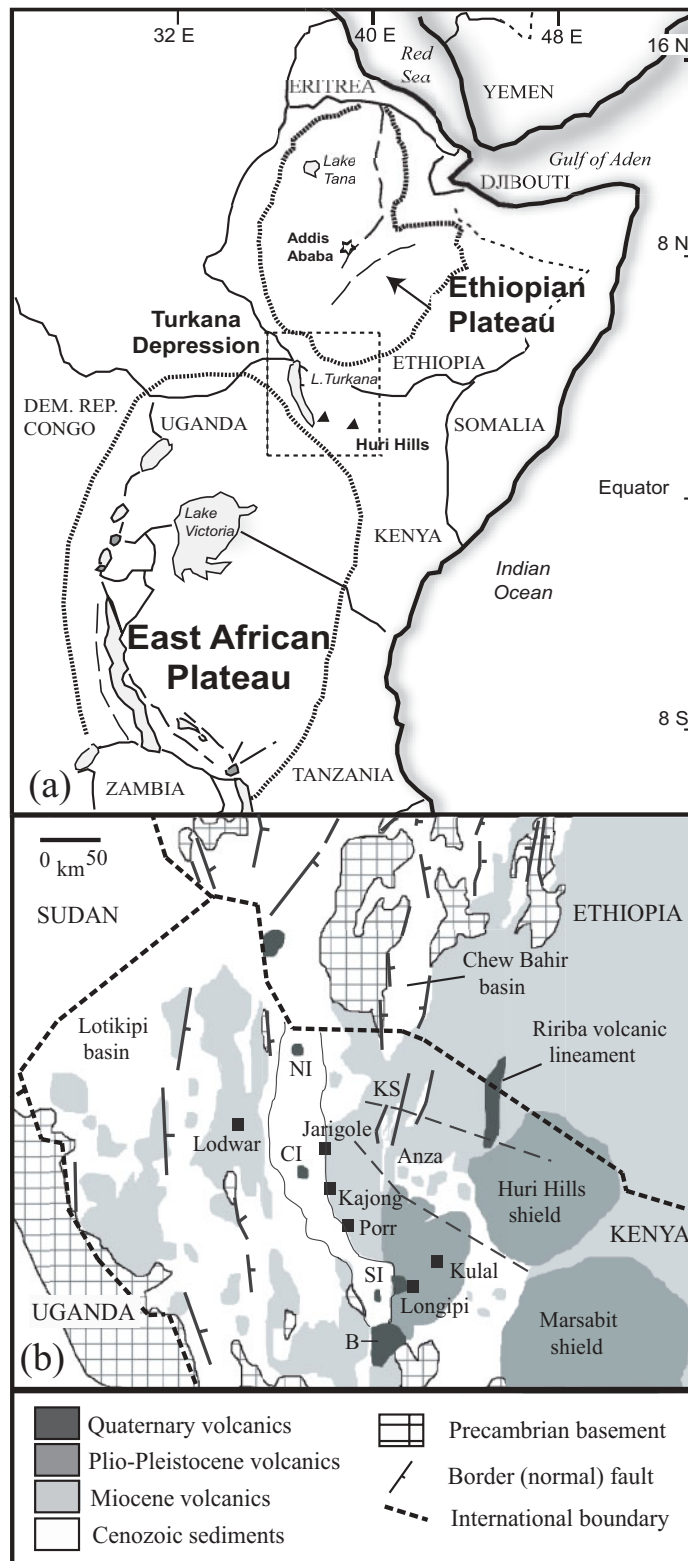 32 E
40 E
48 E
16 N
Red
Sea
YEMEN
ERITREA
Lake
Tana
Gulf of Aden
DJIBOUTI
Addis
Ababa
8 N
Ethiopian
Plateau
Turkana
Depression
ETHIOPIA
L.Turkana
DEM. REP.
CONGO
UGANDA
SOMALIA
Huri Hills
Equator
Lake
Victoria
KENYA
Indian
Ocean
East African
Plateau
8 S
TANZANIA
ZAMBIA
(a)
0 km 50
SUDAN
ETHIOPIA
Chew Bahir
basin
Lotikipi
basin
Ririba volcanic
lineament
NI
KS
Lodwar
Jarigole
Anza
CI
Kajong
Huri Hills
shield
Porr
KENYA
SI
Kulal
UGANDA
Longipi
Marsabit
shield
B
(b)
Quaternary volcanics
Plio-Pleistocene volcanics
Miocene volcanics
Cenozoic sediments
Precambrian basement
Border (normal) fault
International boundary